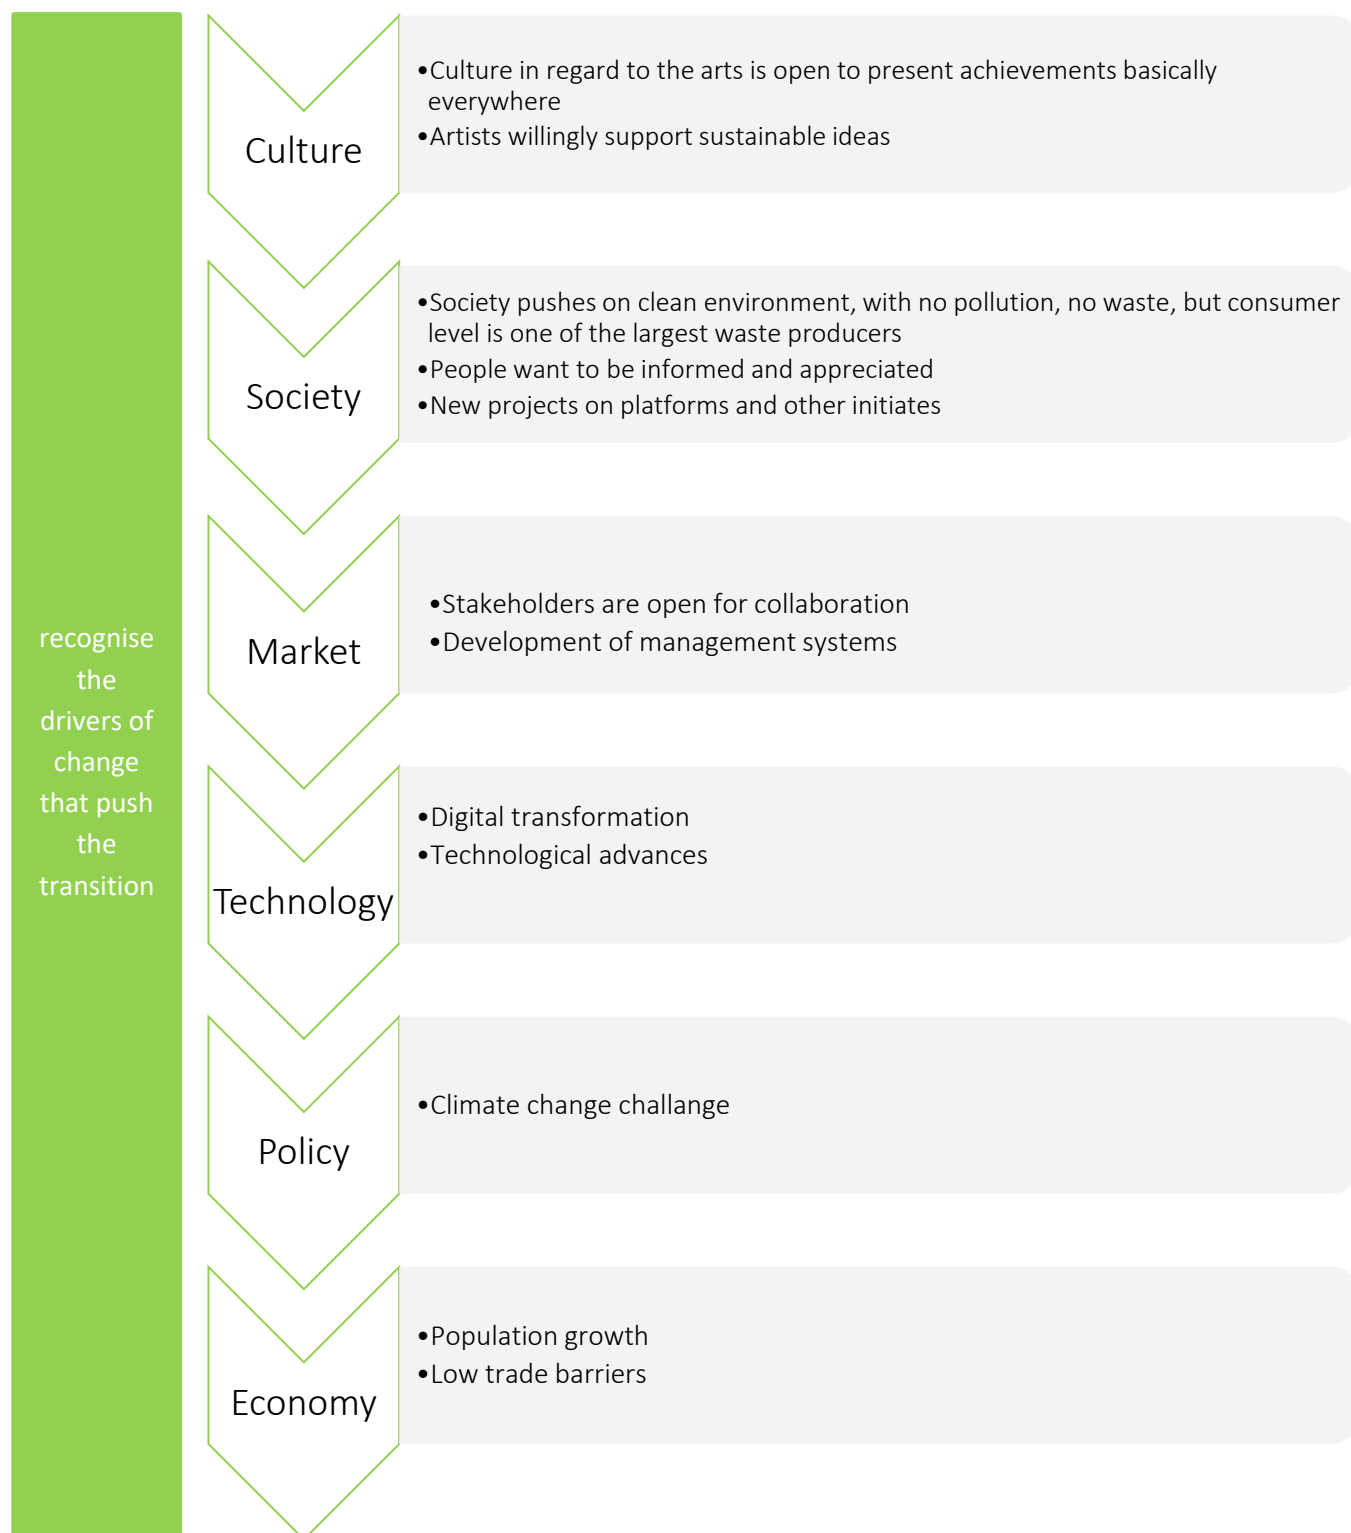 recognise
the
drivers of
change
that push
the
transition
Culture
•Culture in regard to the arts is open to present achievements basically
everywhere
•Artists willingly support sustainable ideas
Society
•Society pushes on clean environment, with no pollution, no waste, but consumer
level is one of the largest waste producers
•People want to be informed and appreciated
•New projects on platforms and other initiates
Market
•Stakeholders are open for collaboration
•Development of management systems
Technology
•Digital transformation
•Technological advances
Policy
•Climate change challange
Economy
•Population growth
•Low trade barriers